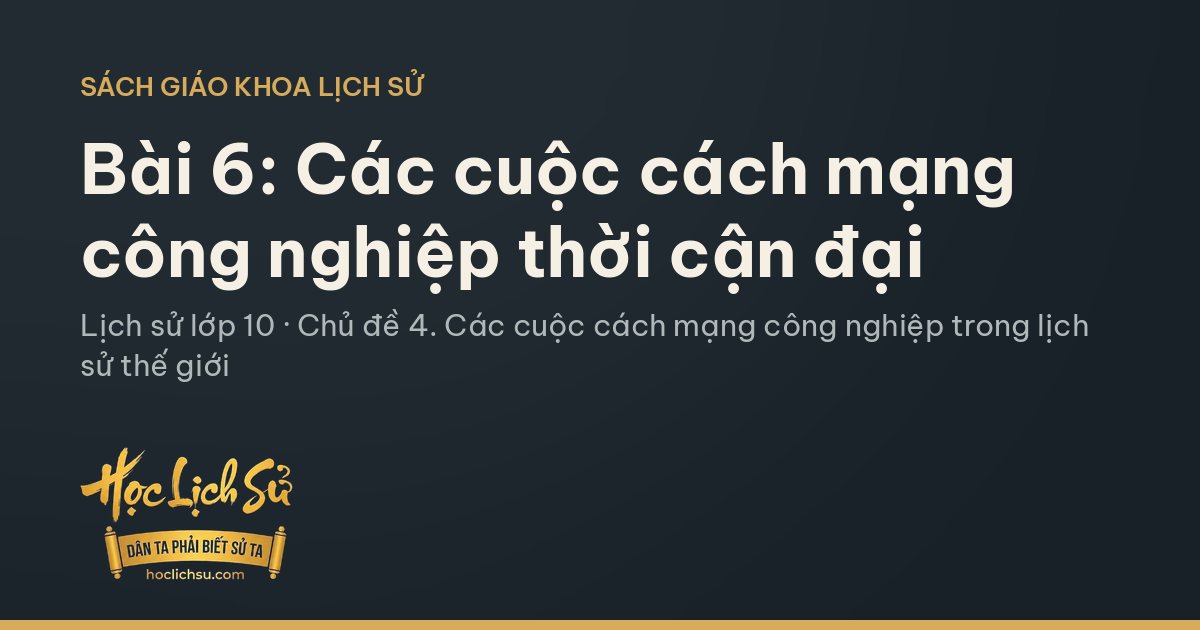 SÁCH GIÁO KHOA LỊCH SỬ
Bài 6: Các cuộc cách mạng
công nghiệp thời cận đại
Lịch sử lớp 10 · Chủ đề 4. Các cuộc cách mạng công nghiệp trong lịch
sử thế giới
Học Lịch Sử
DÂN TA PHẢI BIẾT SỬ TA
hoclichsu.com